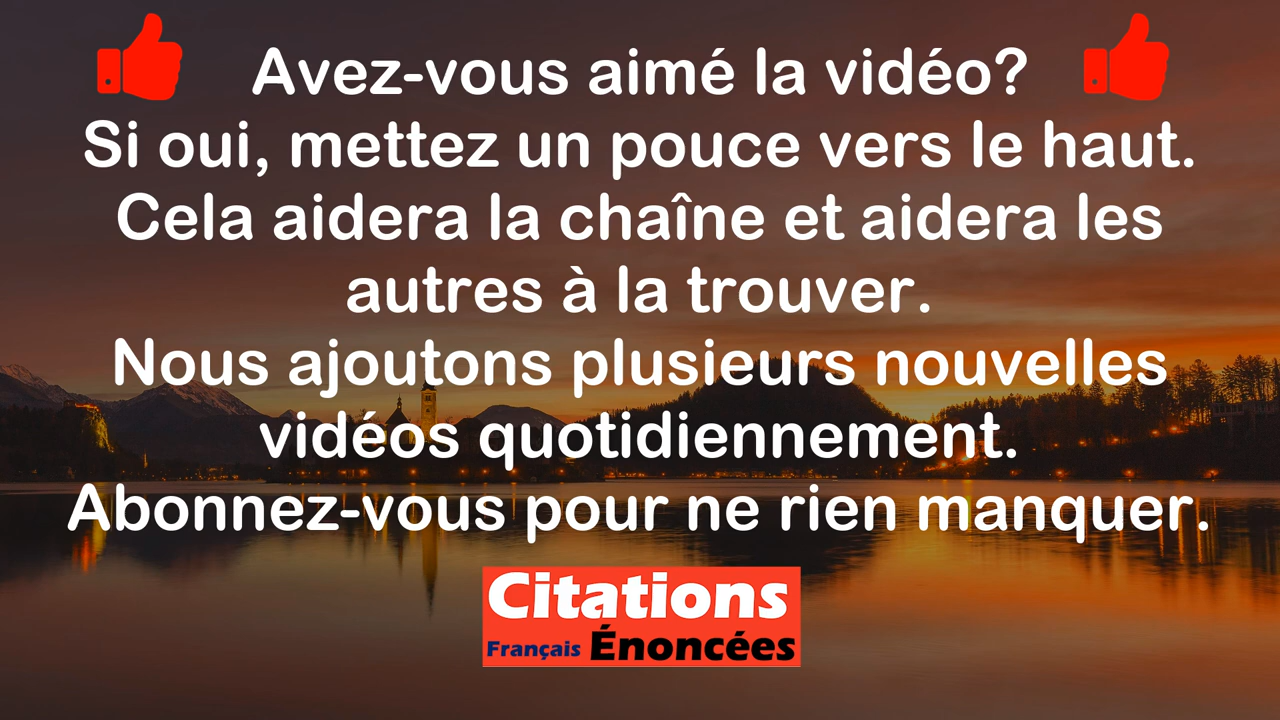 Avez-vous aimé la vidéo?
Si oui, mettez un pouce vers le haut.
Cela aidera la chaîne et aidera les
autres à la trouver.
Nous ajoutons plusieurs nouvelles
vidéos quotidiennement.
Abonnez-vous pour ne rien manquer.
Citations
Français Énoncées